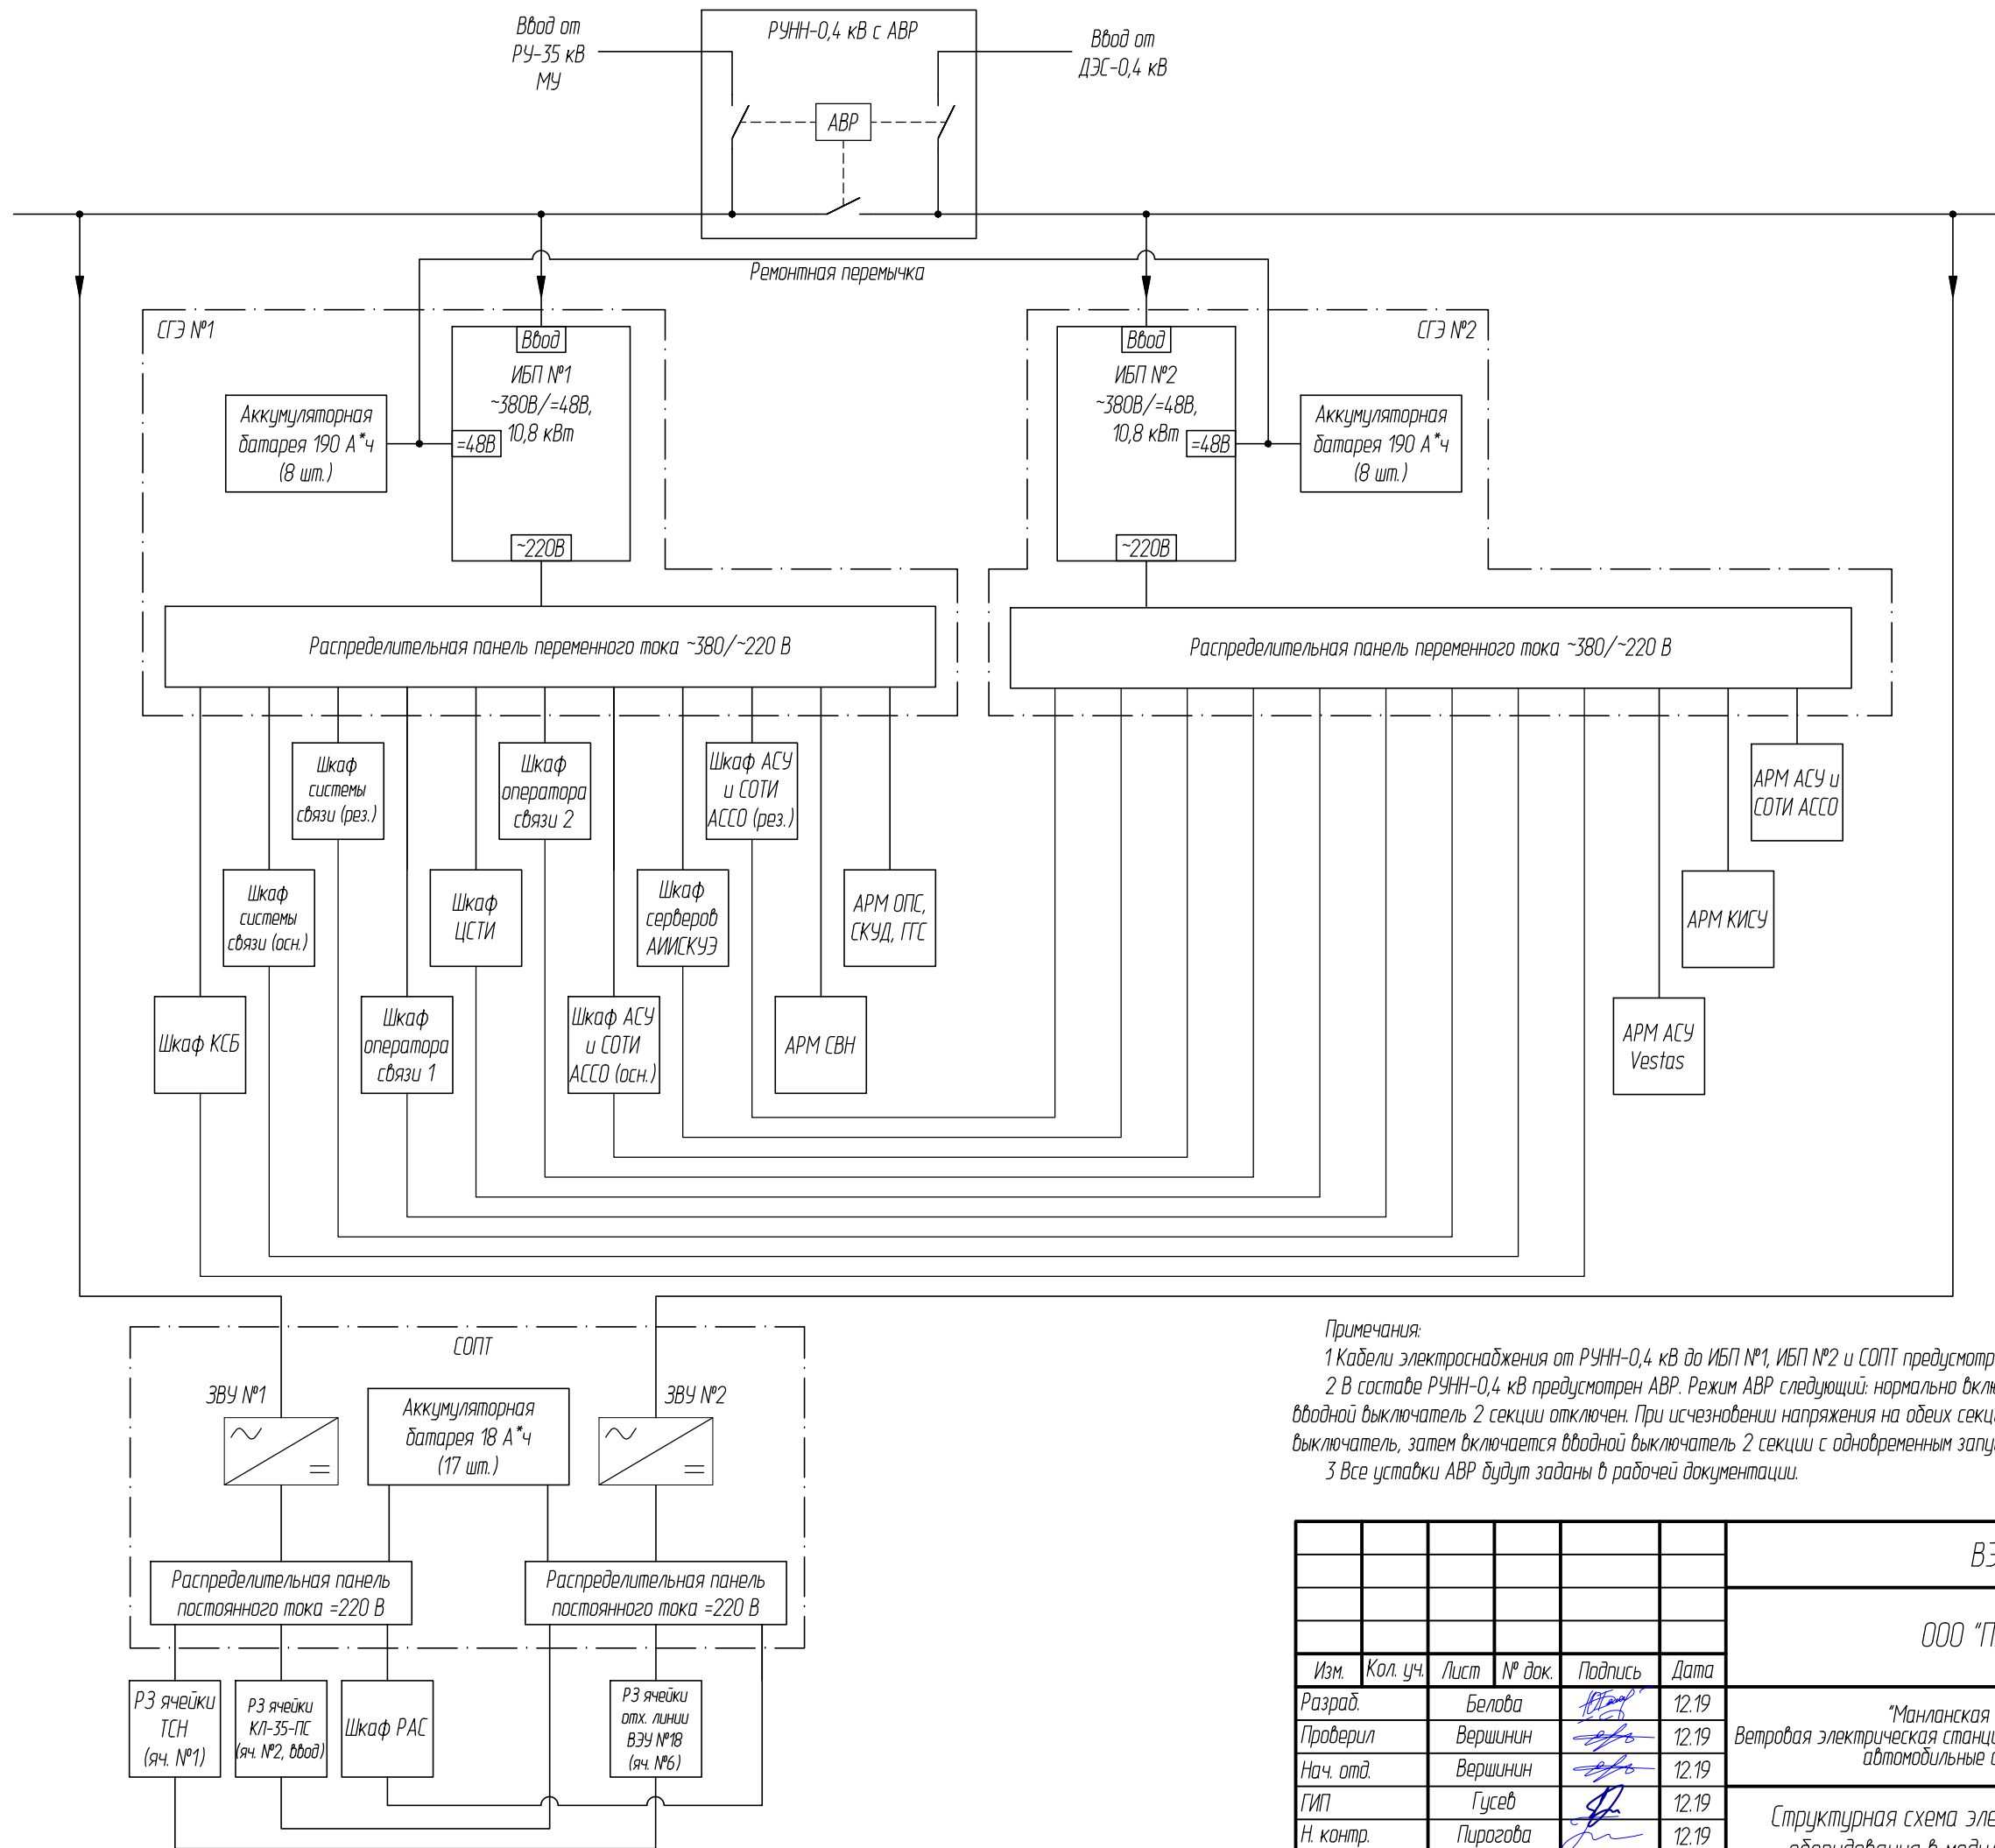 Ввод от
РУ-35 кВ
МУ
РУНН-0,4 кВ с АВР
Ввод от
ДЭС-0,4 кВ
АВР
Ремонтная перемычка
СГЭ №1
Ввод
ИБП №1
~380В/=48В,
10,8 кВт
=48В
~220В
Аккумуляторная
батарея 190 А*ч
(8 шт.)
СГЭ №2
Ввод
ИБП №2
~380В/=48В,
10,8 кВт
=48В
~220В
Аккумуляторная
батарея 190 А*ч
(8 шт.)
Распределительная панель переменного тока ~380/~220 В
Распределительная панель переменного тока ~380/~220 В
Шкаф
системы
связи (рез.)
Шкаф
оператора
связи 2
Шкаф АСУ
и СОТИ
АССО (рез.)
АРМ АСУ и
СОТИ АССО
Шкаф
системы
связи (осн.)
Шкаф
ЦСТИ
Шкаф
серверов
АИИСКУЭ
АРМ ОПС,
СКУД, ГГС
АРМ КИСУ
Шкаф КСБ
Шкаф
оператора
связи 1
Шкаф АСУ
и СОТИ
АССО (осн.)
АРМ СВН
АРМ АСУ
Vestas
СОПТ
ЗВУ №1
Аккумуляторная
батарея 18 А*ч
(17 шт.)
ЗВУ №2
Распределительная панель
постоянного тока =220 В
Распределительная панель
постоянного тока =220 В
РЗ ячейки
ТСН
(яч. №1)
РЗ ячейки
КЛ-35-ПС
(яч. №2, ввод)
Шкаф РАС
РЗ ячейки
отх. линии
ВЭУ №18
(яч. №6)
Примечания:
1 Кабели электроснабжения от РУНН-0,4 кВ до ИБП №1, ИБП №2 и СОПТ предусмотр
2 В составе РУНН-0,4 кВ предусмотрен АВР. Режим АВР следующий: нормально вклю
вводной выключатель 2 секции отключен. При исчезновении напряжения на обеих секц
выключатель, затем включается вводной выключатель 2 секции с одновременным запу
3 Все уставки АВР будут заданы в рабочей документации.
ВЭ
ООО "П
Изм. Кол. уч. Лист № док. Подпись Дата
Разраб. Белова 12.19
Проверил Вершинин 12.19
Нач. отд. Вершинин 12.19
ГИП Гусев 12.19
Н. контр. Пирогова 12.19
"Манланская
Ветровая электрическая станци
автомобильные
Структурная схема эле